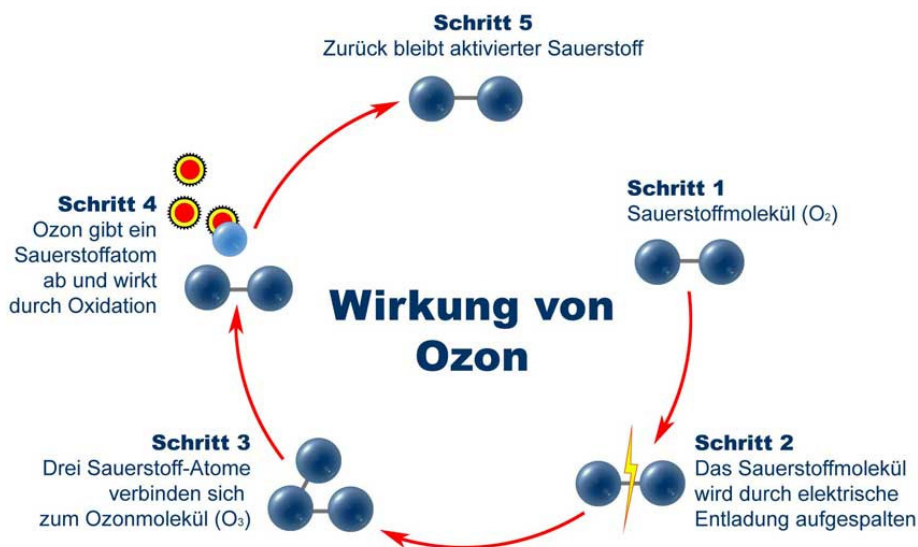 Wirkung von
Ozon
Schritt 1
Sauerstoffmolekül (O₂)
Schritt 2
Das Sauerstoffmolekül
wird durch elektrische
Entladung aufgespalten
Schritt 3
Drei Sauerstoff-Atome
verbinden sich
zum Ozonmolekül (O₃)
Schritt 4
Ozon gibt ein
Sauerstoffatom
ab und wirkt
durch Oxidation
Schritt 5
Zurück bleibt aktivierter Sauerstoff